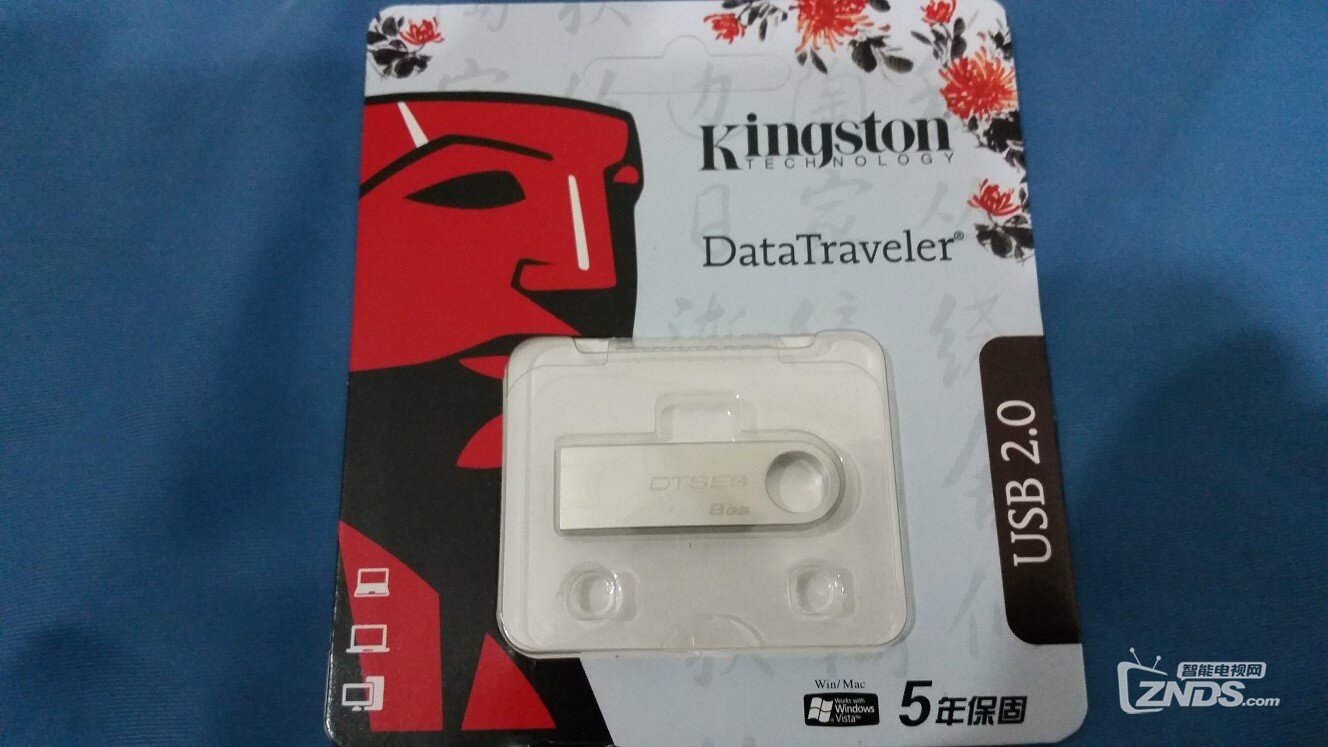 Kingston
TECHNOLOGY
DataTraveler®
USB 2.0
DTSE9
8GB
Win/Mac
Works with
Windows
Vista™
5年保固
智能电视网
ZNDS.com